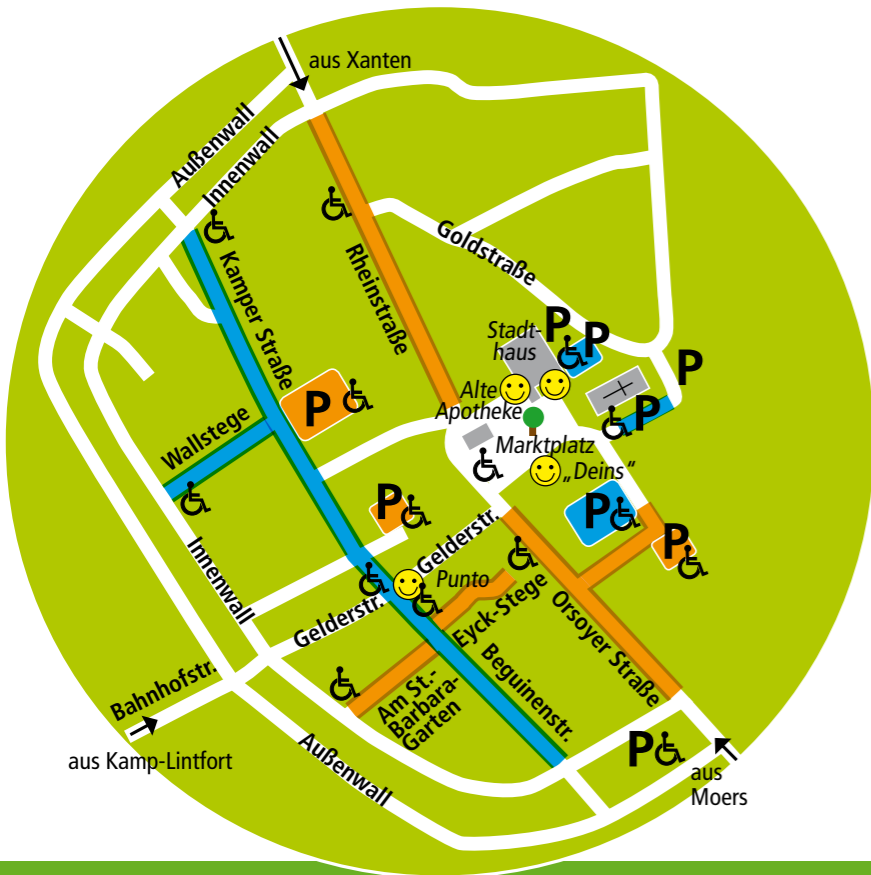 aus Xanten
Außenwall
Innenwall
Kamper Straße
Rheinstraße
Goldstraße
P
P
Stadt-
haus
P
Alte
Apotheke
P
P
Marktplatz
Wallstege
„Deins“
P
P
Gelderstr.
P
Innenwall
Punto
Gelderstr.
Eyck-Stege
Orsoyer Straße
Bahnhofstr.
Am St.-
Barbara-
Garten
Beguinenstr.
aus Kamp-Lintfort
Außenwall
P
aus
Moers